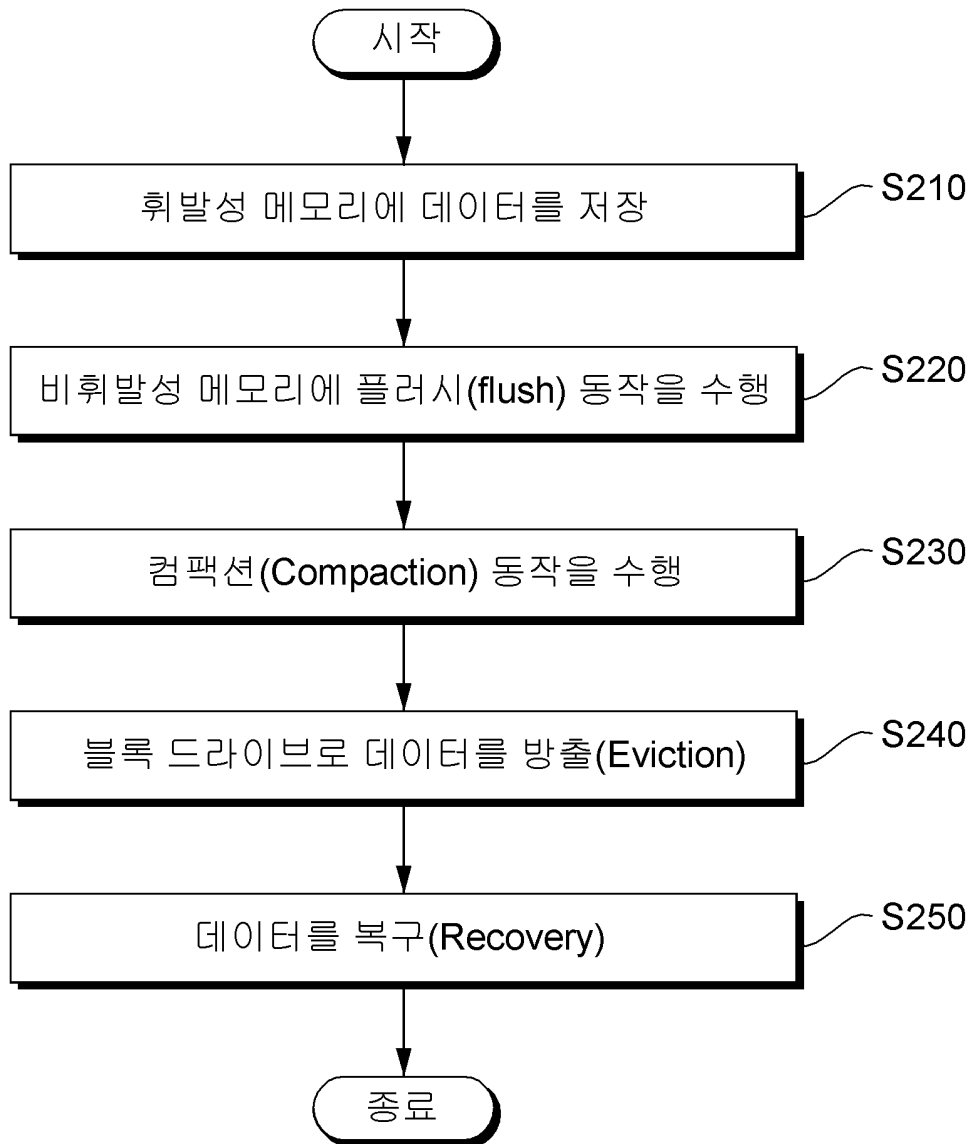 시작
휘발성 메모리에 데이터를 저장
S210
비휘발성 메모리에 플러시(flush) 동작을 수행
S220
컴팩션(Compaction) 동작을 수행
S230
블록 드라이브로 데이터를 방출(Eviction)
S240
데이터를 복구(Recovery)
S250
종료